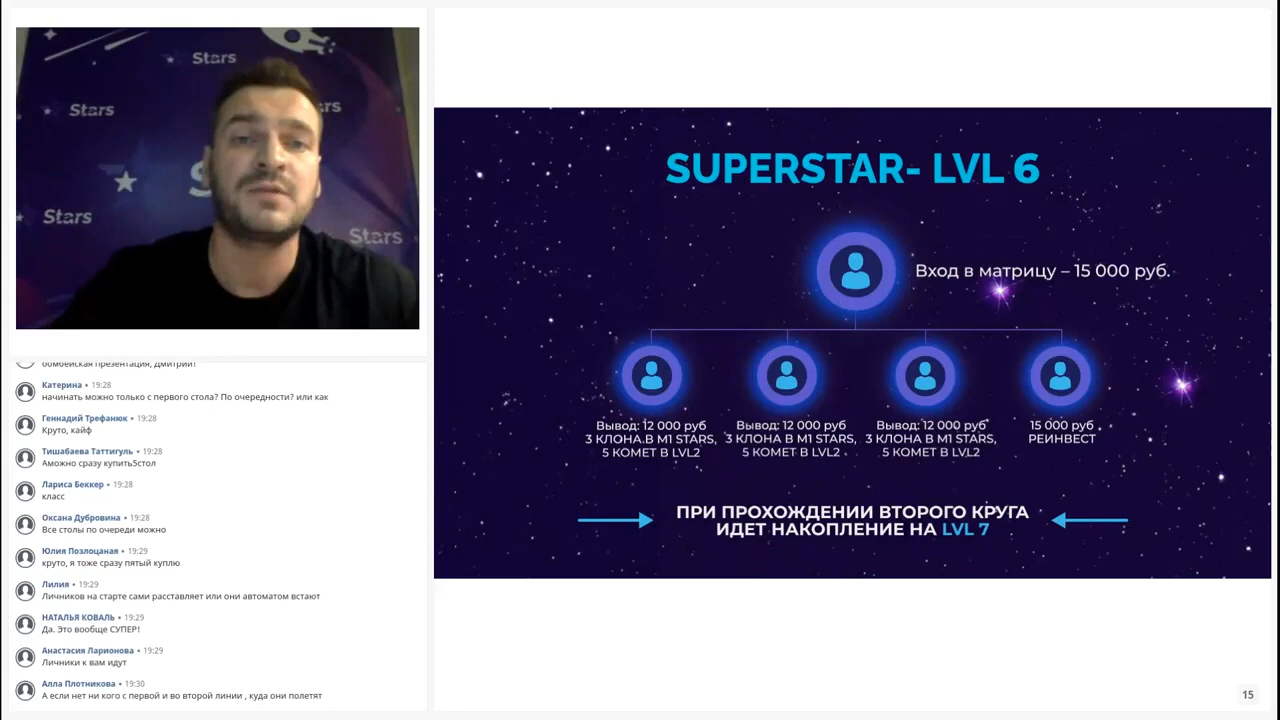 Stars
Stars
Stars
Stars
бомбейская презентация, Дмитрий!
Катерина • 19:28
начинать можно только с первого стола? По очередности? или как
Геннадий Трефанюк • 19:28
Круто, кайф
Тишабаева Таттигуль • 19:28
Аможно сразу купить5стол
Лариса Беккер • 19:28
класс
Оксана Дубровина • 19:28
Все столы по очереди можно
Юлия Позлоцаная • 19:29
круто, я тоже сразу пятый куплю
Лилия • 19:29
Личников на старте сами расставляет или они автоматом встают
НАТАЛЬЯ КОВАЛЬ • 19:29
Да. Это вообще СУПЕР!
Анастасия Ларионова • 19:29
Личники к вам идут
Алла Плотникова • 19:30
А если нет ни кого с первой и во второй линии , куда они полетят
SUPERSTAR- LVL 6
Вход в матрицу – 15 000 руб.
Вывод: 12 000 руб
3 КЛОНА В М1 STARS,
5 КОМЕТ В LVL2
Вывод: 12 000 руб
3 КЛОНА В М1 STARS,
5 КОМЕТ В LVL2
Вывод: 12 000 руб
3 КЛОНА В М1 STARS,
5 КОМЕТ В LVL2
15 000 руб
РЕИНВЕСТ
ПРИ ПРОХОЖДЕНИИ ВТОРОГО КРУГА
ИДЕТ НАКОПЛЕНИЕ НА LVL 7
15